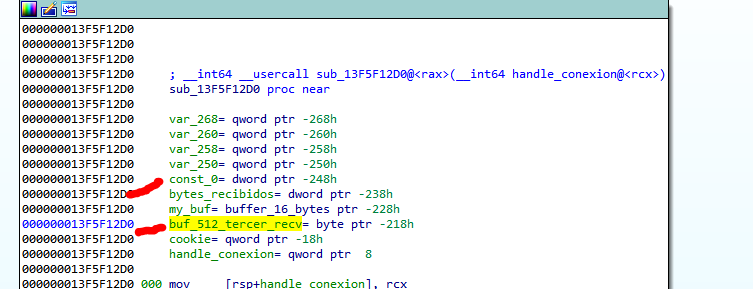 000000013F5F12D0
000000013F5F12D0
000000013F5F12D0
000000013F5F12D0 ; __int64 __usercall sub_13F5F12D0@<rax>(__int64 handle_conexion@<rcx>)
000000013F5F12D0 sub_13F5F12D0 proc near
000000013F5F12D0
000000013F5F12D0 var_268= qword ptr -268h
000000013F5F12D0 var_260= qword ptr -260h
000000013F5F12D0 var_258= qword ptr -258h
000000013F5F12D0 var_250= qword ptr -250h
000000013F5F12D0 const_0= dword ptr -248h
000000013F5F12D0 bytes_recibidos= dword ptr -238h
000000013F5F12D0 my_buf= buffer_16_bytes ptr -228h
000000013F5F12D0 buf_512_tercer_recv= byte ptr -218h
000000013F5F12D0 cookie= qword ptr -18h
000000013F5F12D0 handle_conexion= qword ptr 8
000000013F5F12D0
000000013F5F12D0 000 mov [rsp+handle_conexion], rcx